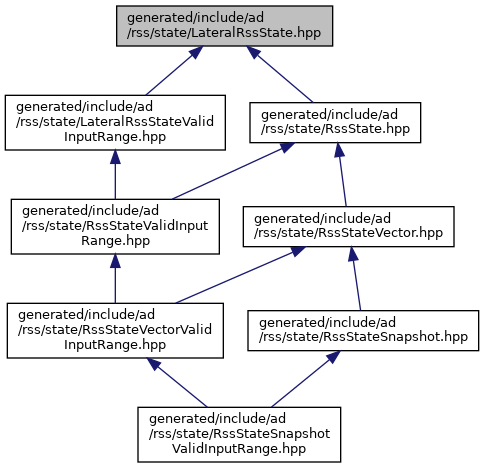 generated/include/ad
/rss/state/LateralRssState.hpp
generated/include/ad
/rss/state/LateralRssStateValid
InputRange.hpp
generated/include/ad
/rss/state/RssState.hpp
generated/include/ad
/rss/state/RssStateValidInput
Range.hpp
generated/include/ad
/rss/state/RssStateVector.hpp
generated/include/ad
/rss/state/RssStateVectorValid
InputRange.hpp
generated/include/ad
/rss/state/RssStateSnapshot.hpp
generated/include/ad
/rss/state/RssStateSnapshot
ValidInputRange.hpp